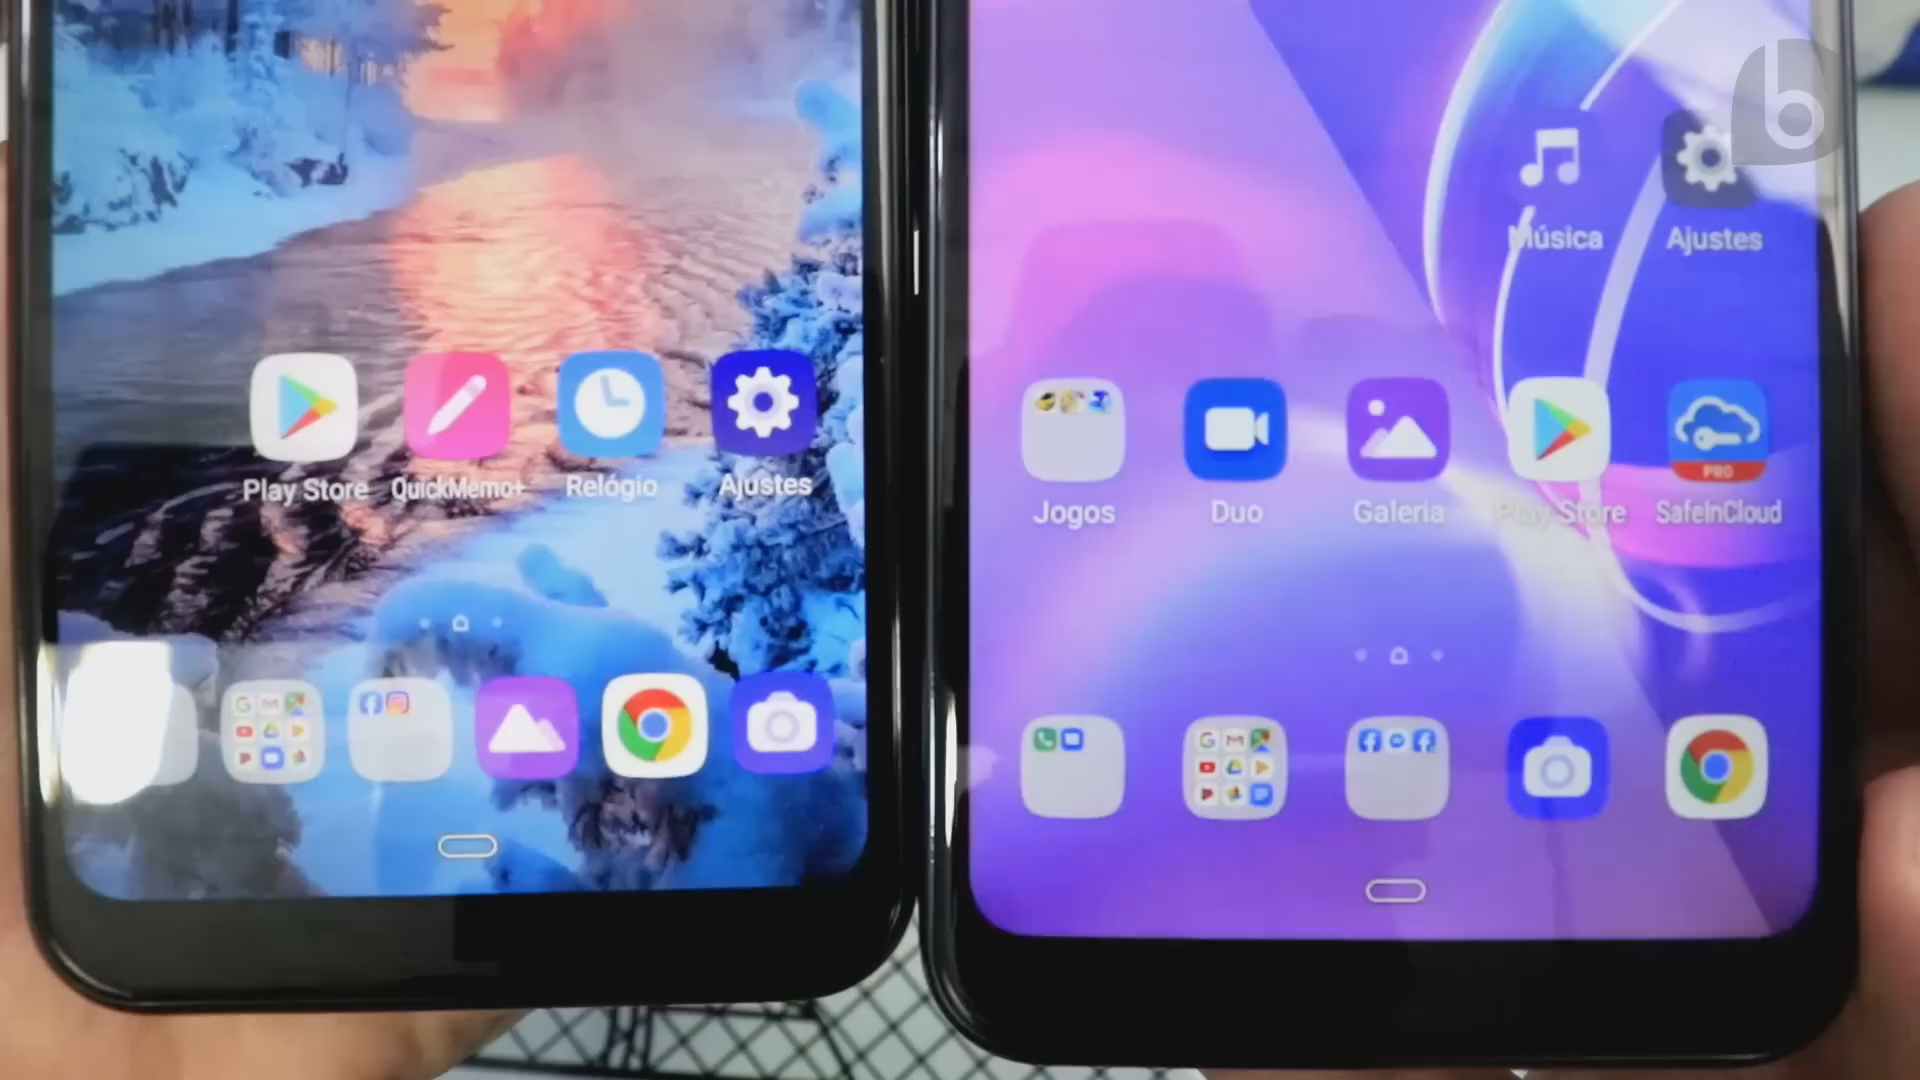 Play Store
QuickMemo+
Relógio
Ajustes
Música
Ajustes
Jogos
Duo
Galeria
Play Store
SafeInCloud
PRO
b